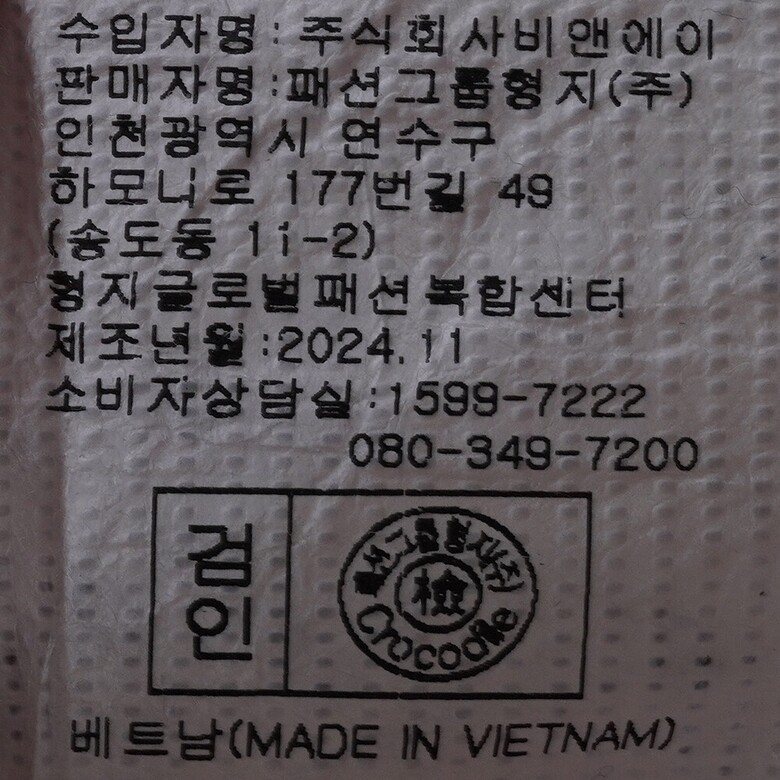 수입자명:주식회사비앤에이
판매자명:패션그룹형지(주)
인천광역시 연수구
하모니로 177번길 49
(송도동 11-2)
형지글로벌패션복합센터
제조년월:2024.11
소비자상담실:1599-7222
080-349-7200
검인
패션그룹형지(주)
檢
Crocodile
베트남(MADE IN VIETNAM)